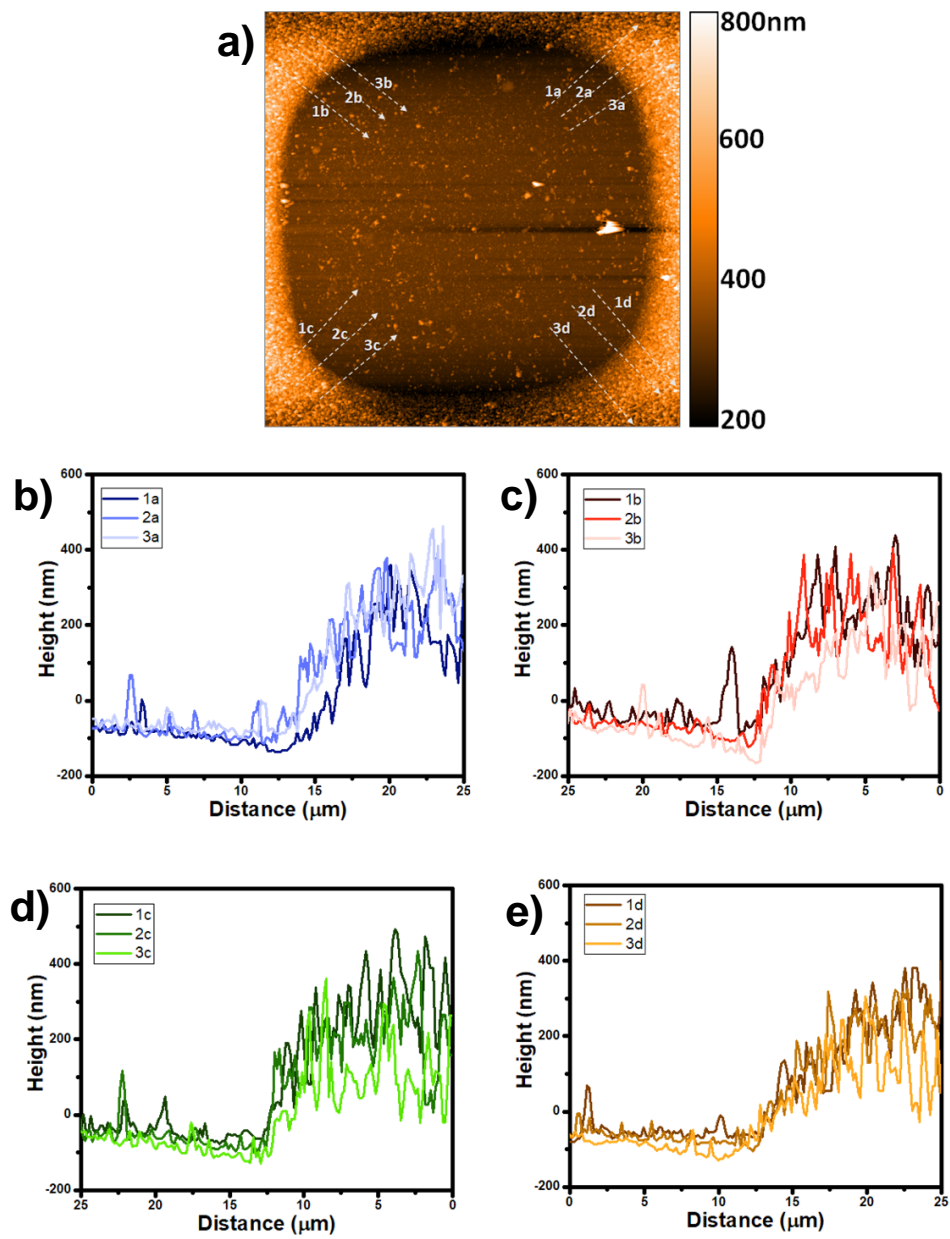 a)
800nm
600
400
200
1a
2a
3a
1b
2b
3b
1c
2c
3c
1d
2d
3d
b)
1a
2a
3a
Height (nm)
600
400
200
0
-200
0 5 10 15 20 25
Distance (μm)
c)
1b
2b
3b
Height (nm)
600
400
200
0
-200
25 20 15 10 5 0
Distance (μm)
d)
1c
2c
3c
Height (nm)
600
400
200
0
-200
25 20 15 10 5 0
Distance (μm)
e)
1d
2d
3d
Height (nm)
600
400
200
0
-200
0 5 10 15 20 25
Distance (μm)